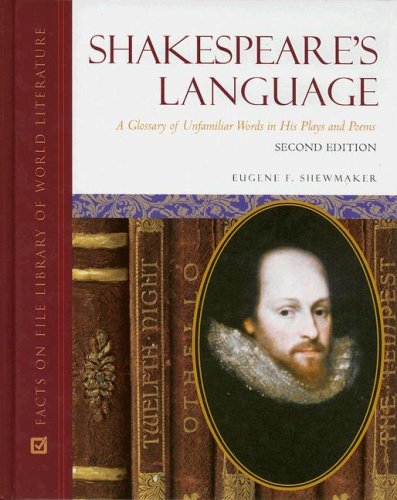 SHAKESPEARE'S
LANGUAGE
A Glossary of Unfamiliar Words in His Plays and Poems
SECOND EDITION
EUGENE F. SHEWMAKER
FACTS ON FILE LIBRARY OF WORLD LITERATURE
TWELFTH NIGHT
OTHELLO
THE TEMPEST